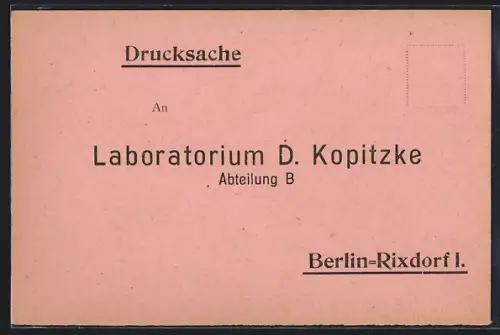 Drucksache
An
Laboratorium D. Kopitzke
Abteilung B
Berlin=Rixdorf I.